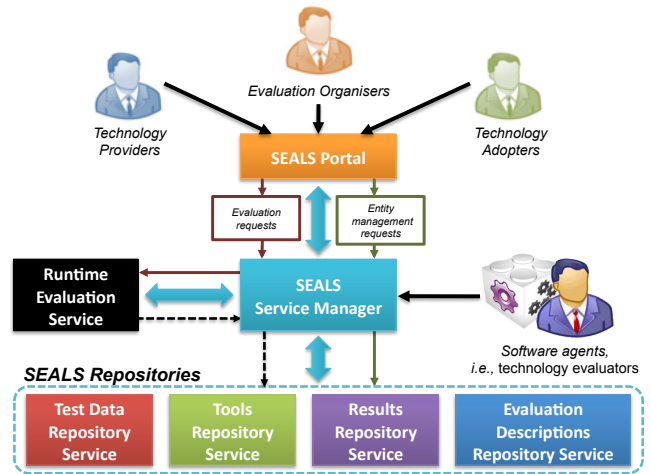 Evaluation Organisers
Technology
Providers
Technology
Adopters
SEALS Portal
Evaluation
requests
Entity
management
requests
Runtime
Evaluation
Service
SEALS
Service Manager
Software agents,
i.e., technology evaluators
SEALS Repositories
Test Data
Repository
Service
Tools
Repository
Service
Results
Repository
Service
Evaluation
Descriptions
Repository Service